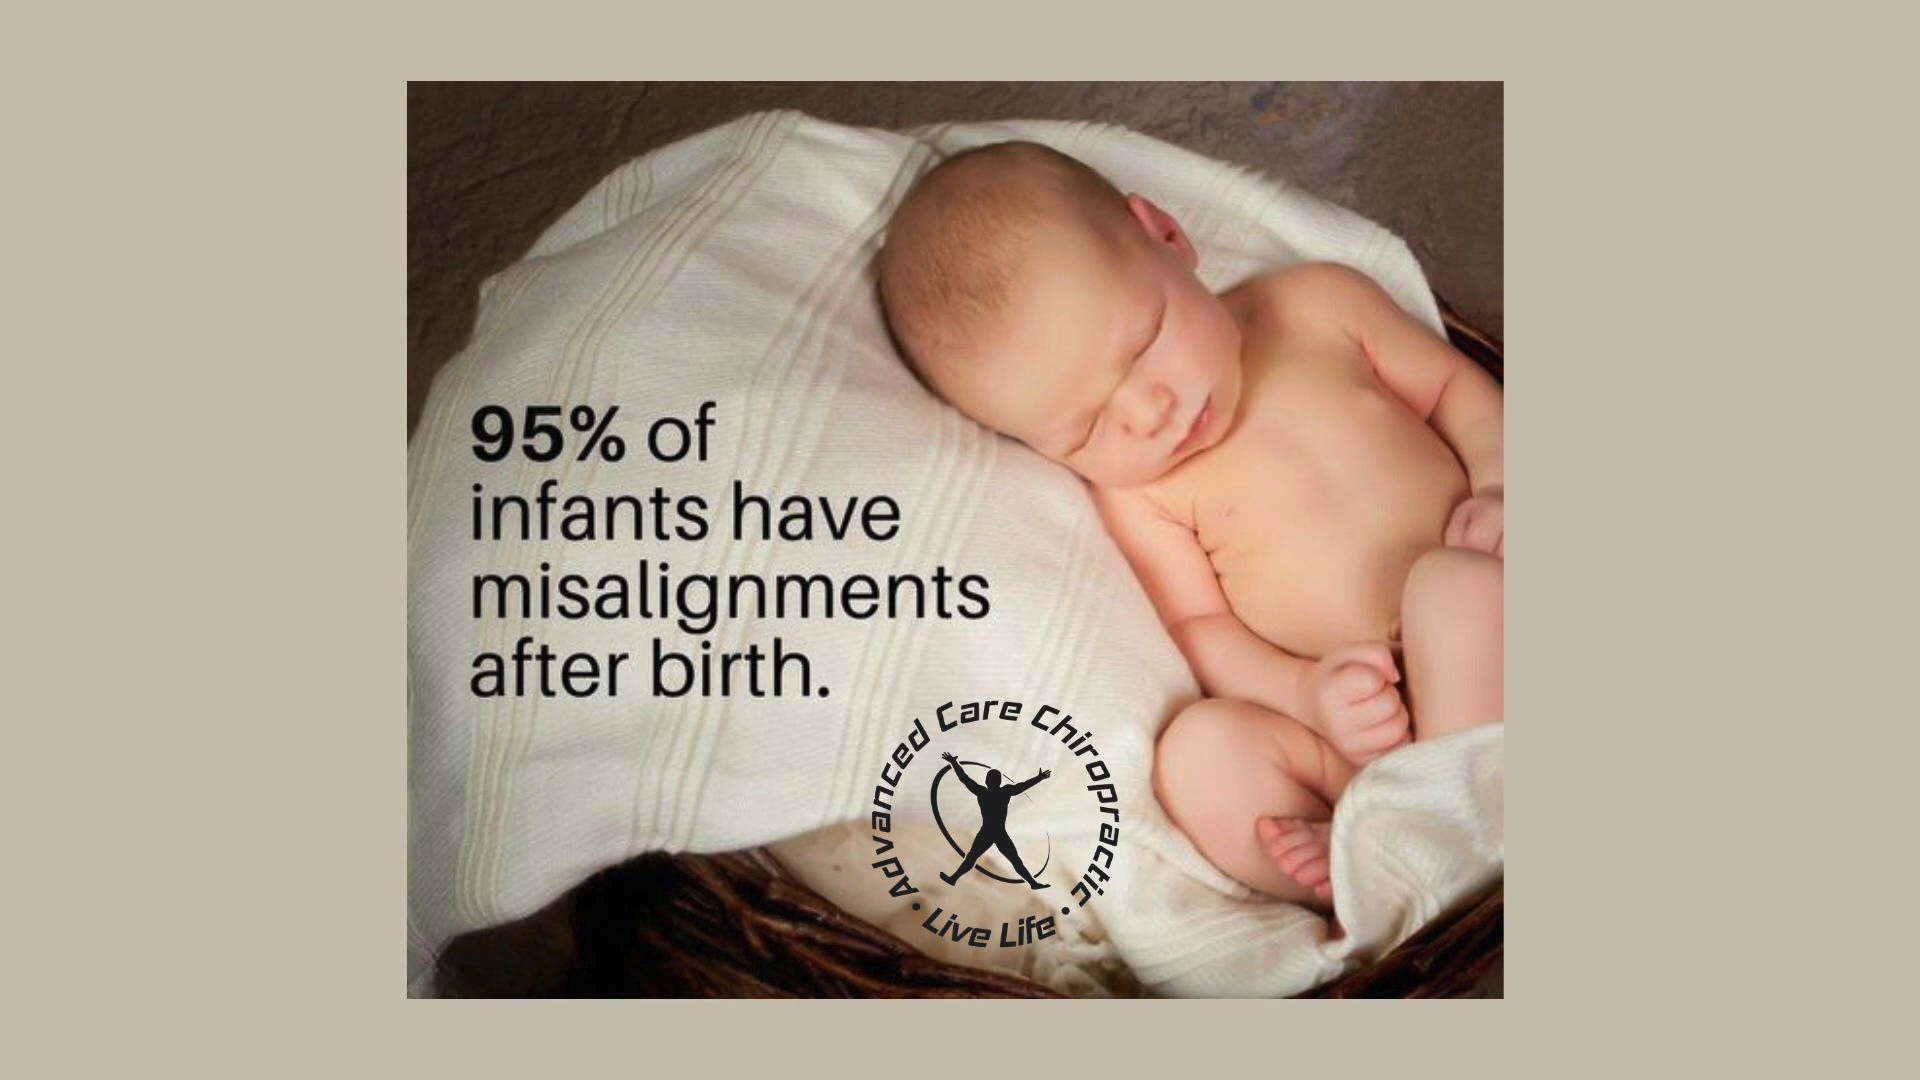 95% of
infants have
misalignments
after birth.
Advanced Care Chiropractic
• Live Life •